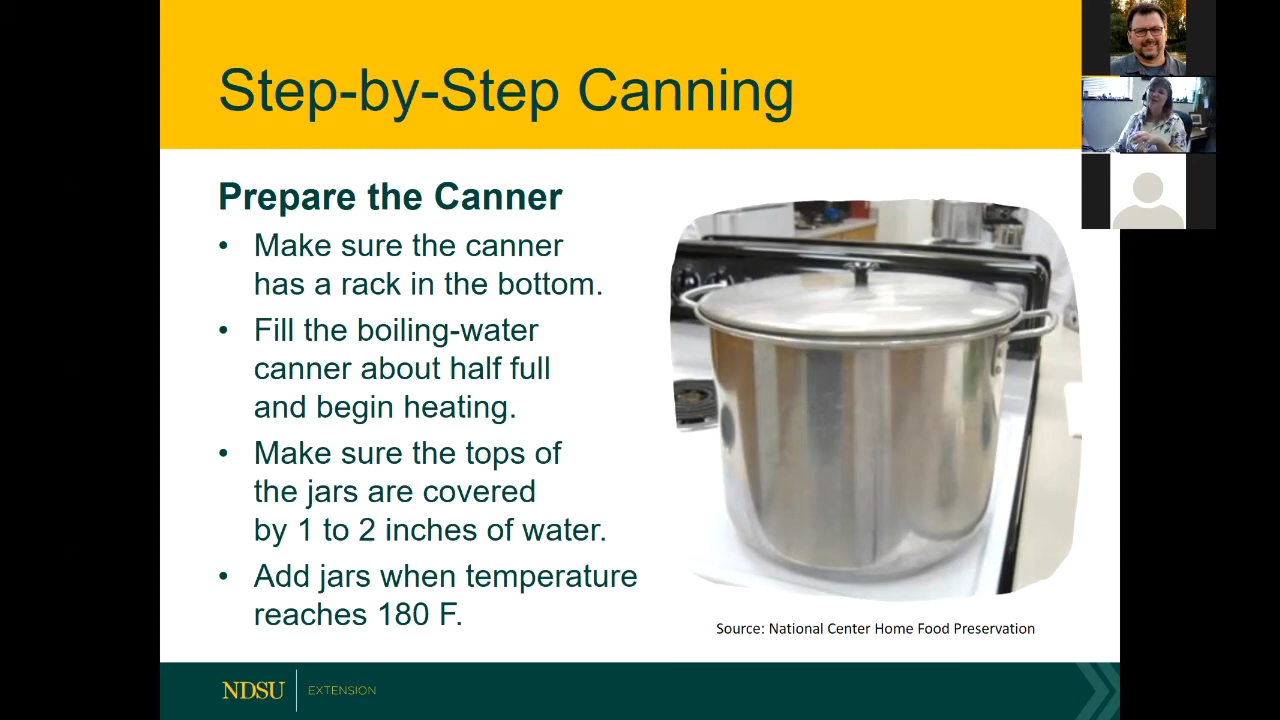 Step-by-Step Canning
Prepare the Canner
• Make sure the canner
has a rack in the bottom.
• Fill the boiling-water
canner about half full
and begin heating.
• Make sure the tops of
the jars are covered
by 1 to 2 inches of water.
• Add jars when temperature
reaches 180 F.
Source: National Center Home Food Preservation
NDSU EXTENSION